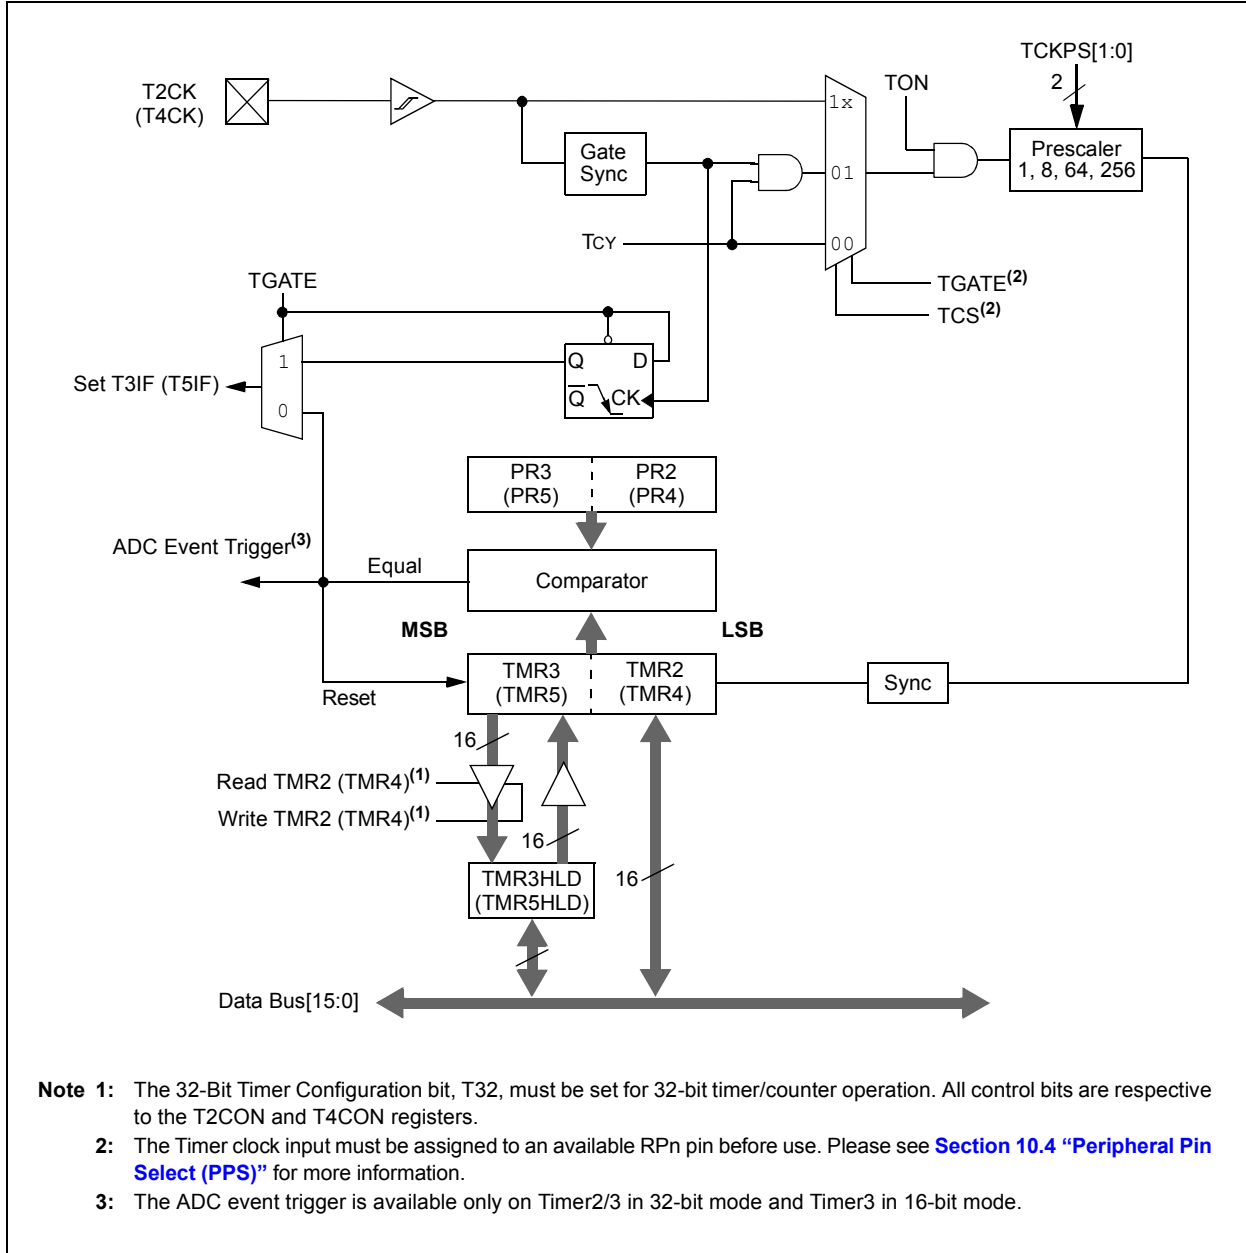 T2CK
(T4CK)
TCKPS[1:0]
2
TON
1x
Gate
Sync
01
Prescaler
1, 8, 64, 256
TCY
00
TGATE(2)
TCS(2)
TGATE
1
Q
D
Set T3IF (T5IF)
0
Q
CK
PR3
(PR5)
PR2
(PR4)
ADC Event Trigger(3)
Equal
Comparator
MSB
LSB
TMR3
(TMR5)
TMR2
(TMR4)
Sync
Reset
16
Read TMR2 (TMR4)(1)
Write TMR2 (TMR4)(1)
16
TMR3HLD
(TMR5HLD)
16
Data Bus[15:0]
Note 1: The 32-Bit Timer Configuration bit, T32, must be set for 32-bit timer/counter operation. All control bits are respective
to the T2CON and T4CON registers.
2: The Timer clock input must be assigned to an available RPn pin before use. Please see Section 10.4 “Peripheral Pin
Select (PPS)” for more information.
3: The ADC event trigger is available only on Timer2/3 in 32-bit mode and Timer3 in 16-bit mode.